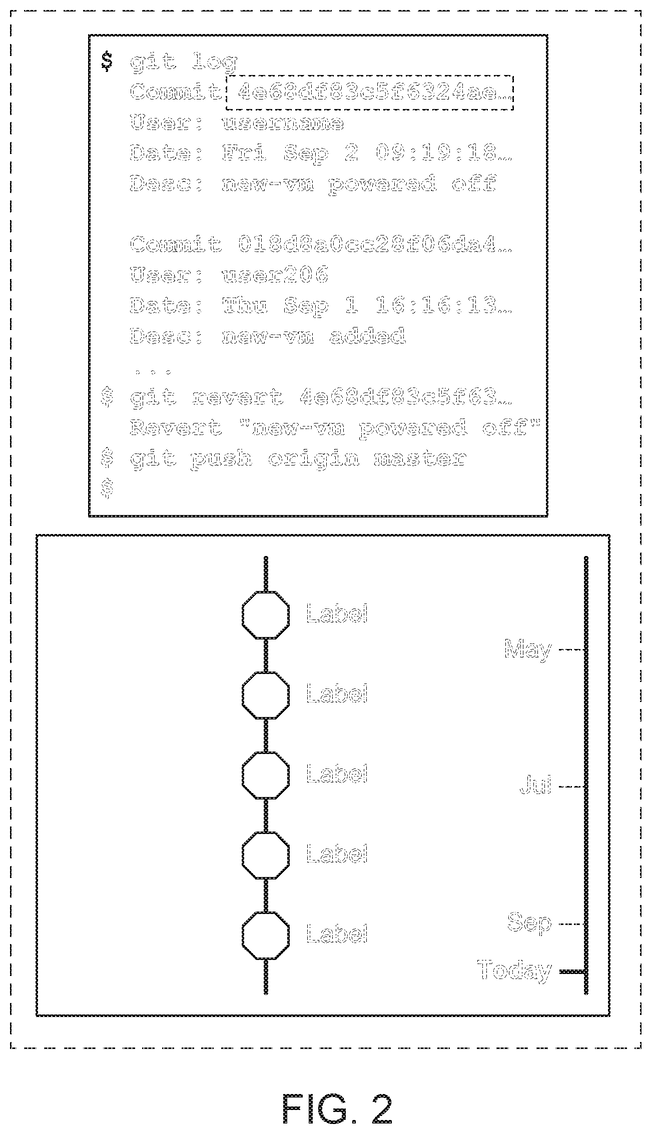 $ git log
Commit 4e68df83c5f6324ae…
User: username
Date: Fri Sep 2 09:19:18…
Desc: new-vm powered off
Commit 018d8a0cc28f06da4…
User: user206
Date: Thu Sep 1 16:16:13…
Desc: new-vm added
...
$ git revert 4e68df83c5f63…
Revert "new-vm powered off"
$ git push origin master
$
Label
May
Label
Label
Jul
Label
Sep
Label
Today
FIG. 2